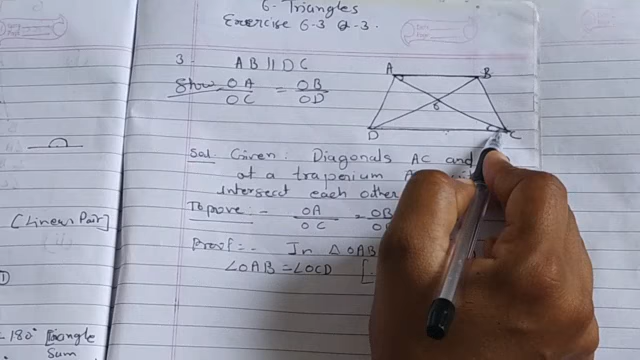 6. Triangles
Exercise 6.3 Q-3.
3 AB || DC
Show OA/OC = OB/OD
A B
O
D C
Sol. Given: Diagonals AC and
of a trapezium A
intersect each other
To prove:- OA/OC = OB/O
Proof:- In △OAB
∠OAB = ∠OCD [
[Linear Pair]
①
= 180° [Triangle
Sum